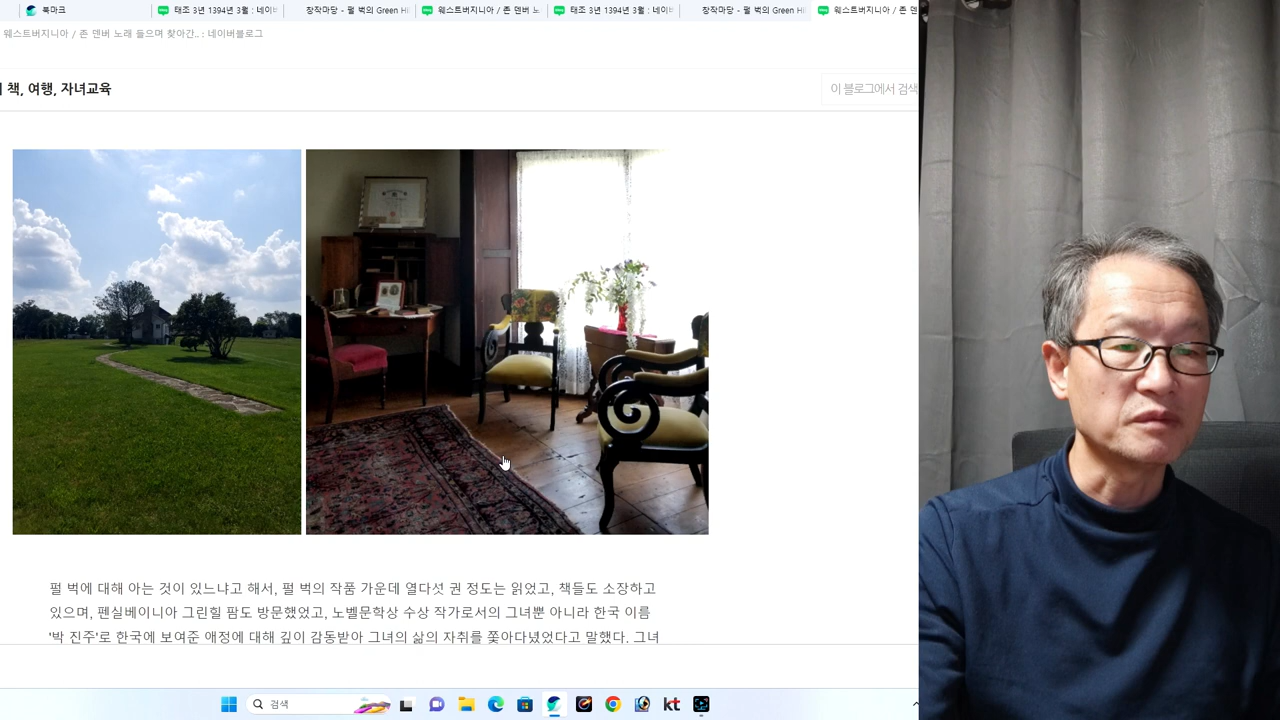 북마크
태조 3년 1394년 3월 : 네이버
창작마당 - 펄 벅의 Green Hi
웨스트버지니아 / 존 덴버 노
태조 3년 1394년 3월 : 네이버
창작마당 - 펄 벅의 Green Hi
웨스트버지니아 / 존 덴
웨스트버지니아 / 존 덴버 노래 들으며 찾아간.. : 네이버블로그
책, 여행, 자녀교육
이 블로그에서 검색
펄 벅에 대해 아는 것이 있느냐고 해서, 펄 벅의 작품 가운데 열다섯 권 정도는 읽었고, 책들도 소장하고
있으며, 펜실베이니아 그린힐 팜도 방문했었고, 노벨문학상 수상 작가로서의 그녀뿐 아니라 한국 이름
'박 진주'로 한국에 보여준 애정에 대해 깊이 감동받아 그녀의 삶의 자취를 쫓아다녔었다고 말했다. 그녀
검색
kt